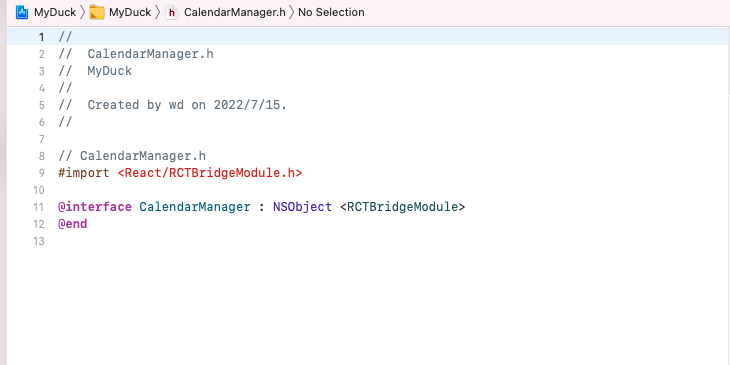 MyDuck 〉 MyDuck 〉 h CalendarManager.h 〉 No Selection
1 //
2 //  CalendarManager.h
3 //  MyDuck
4 //
5 //  Created by wd on 2022/7/15.
6 //
7
8 // CalendarManager.h
9 #import <React/RCTBridgeModule.h>
10
11 @interface CalendarManager : NSObject <RCTBridgeModule>
12 @end
13